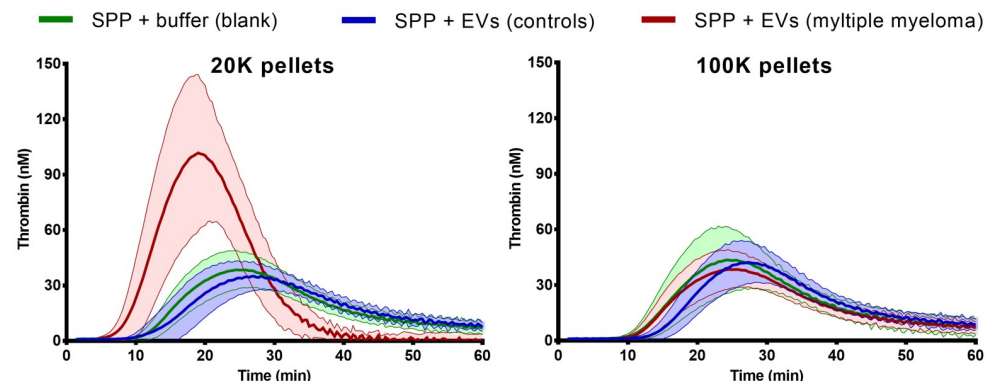 SPP + buffer (blank) SPP + EVs (controls) SPP + EVs (myltiple myeloma)
20K pellets
150
120
90
60
30
0
Thrombin (nM)
0 10 20 30 40 50 60
Time (min)
100K pellets
150
120
90
60
30
0
Thrombin (nM)
0 10 20 30 40 50 60
Time (min)